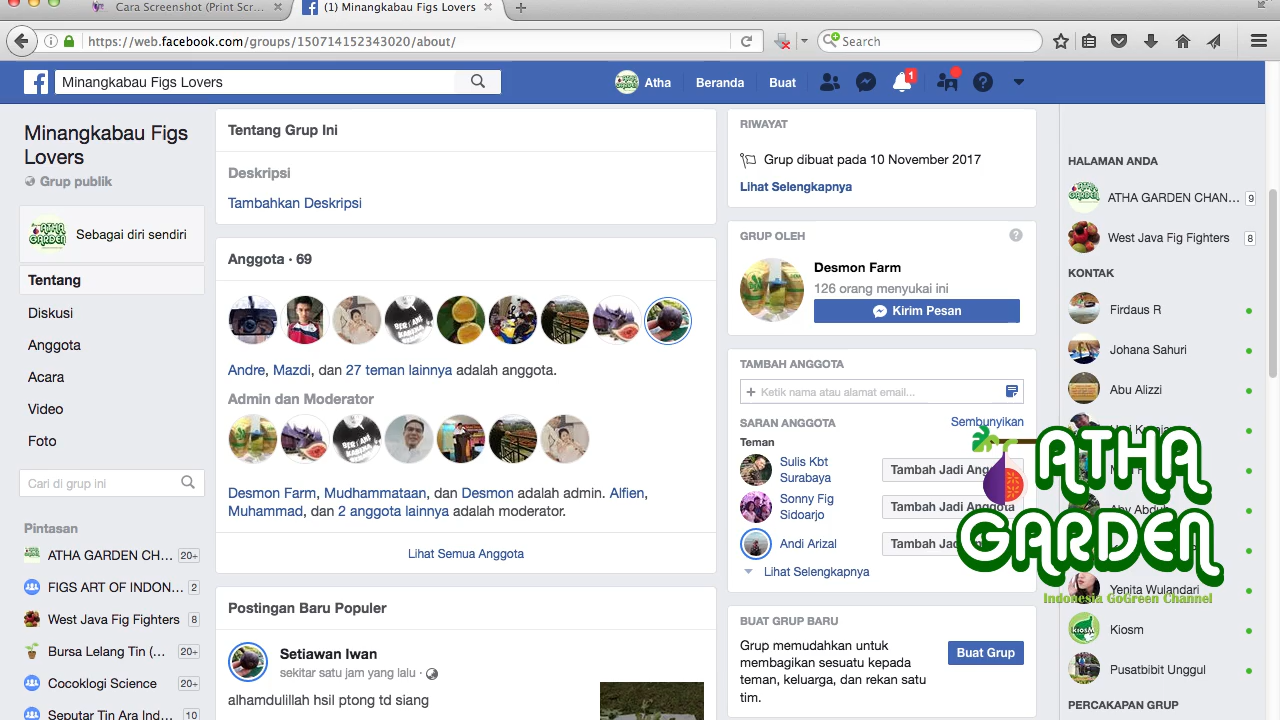 Cara Screenshot (Print Scr...
(1) Minangkabau Figs Lovers
https://web.facebook.com/groups/150714152343020/about/
Search
Minangkabau Figs Lovers
Atha
Beranda
Buat
1
Minangkabau Figs
Lovers
Grup publik
ATHA
GARDEN
Sebagai diri sendiri
Tentang
Diskusi
Anggota
Acara
Video
Foto
Cari di grup ini
Pintasan
ATHA GARDEN CH... 20+
FIGS ART OF INDON... 2
West Java Fig Fighters 8
Bursa Lelang Tin (... 20+
Cocoklogi Science 20+
Seputar Tin Ara Ind... 10
Tentang Grup Ini
Deskripsi
Tambahkan Deskripsi
Anggota · 69
Andre, Mazdi, dan 27 teman lainnya adalah anggota.
Admin dan Moderator
Desmon Farm, Mudhammataan, dan Desmon adalah admin. Alfien,
Muhammad, dan 2 anggota lainnya adalah moderator.
Lihat Semua Anggota
Postingan Baru Populer
Setiawan Iwan
sekitar satu jam yang lalu ·
alhamdulillah hsil ptong td siang
RIWAYAT
Grup dibuat pada 10 November 2017
Lihat Selengkapnya
GRUP OLEH
Desmon Farm
126 orang menyukai ini
Kirim Pesan
TAMBAH ANGGOTA
+ Ketik nama atau alamat email...
SARAN ANGGOTA
Sembunyikan
Teman
Sulis Kbt
Surabaya
Tambah Jadi
Sonny Fig
Sidoarjo
Tambah Jadi Anggota
Andi Arizal
Tambah Jadi
Lihat Selengkapnya
BUAT GRUP BARU
Grup memudahkan untuk
membagikan sesuatu kepada
teman, keluarga, dan rekan satu
tim.
Buat Grup
HALAMAN ANDA
ATHA GARDEN CHAN... 9
West Java Fig Fighters 8
KONTAK
Firdaus R
Johana Sahuri
Abu Alizzi
Yenita Wulandari
Kiosm
Pusatbibit Unggul
PERCAKAPAN GRUP
ATHA
GARDEN
Indonesia GoGreen Channel